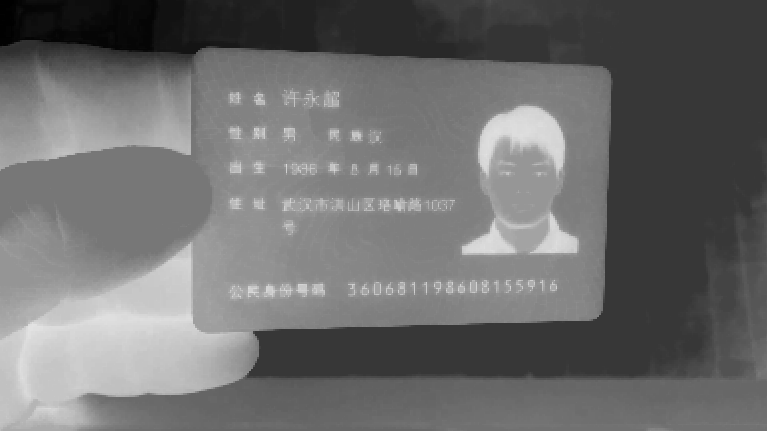 姓名 许永超
性别 男 民族 汉
出生 1986 年 8 月 15 日
住址 武汉市洪山区珞喻路1037
号
公民身份号码 360681198608155916